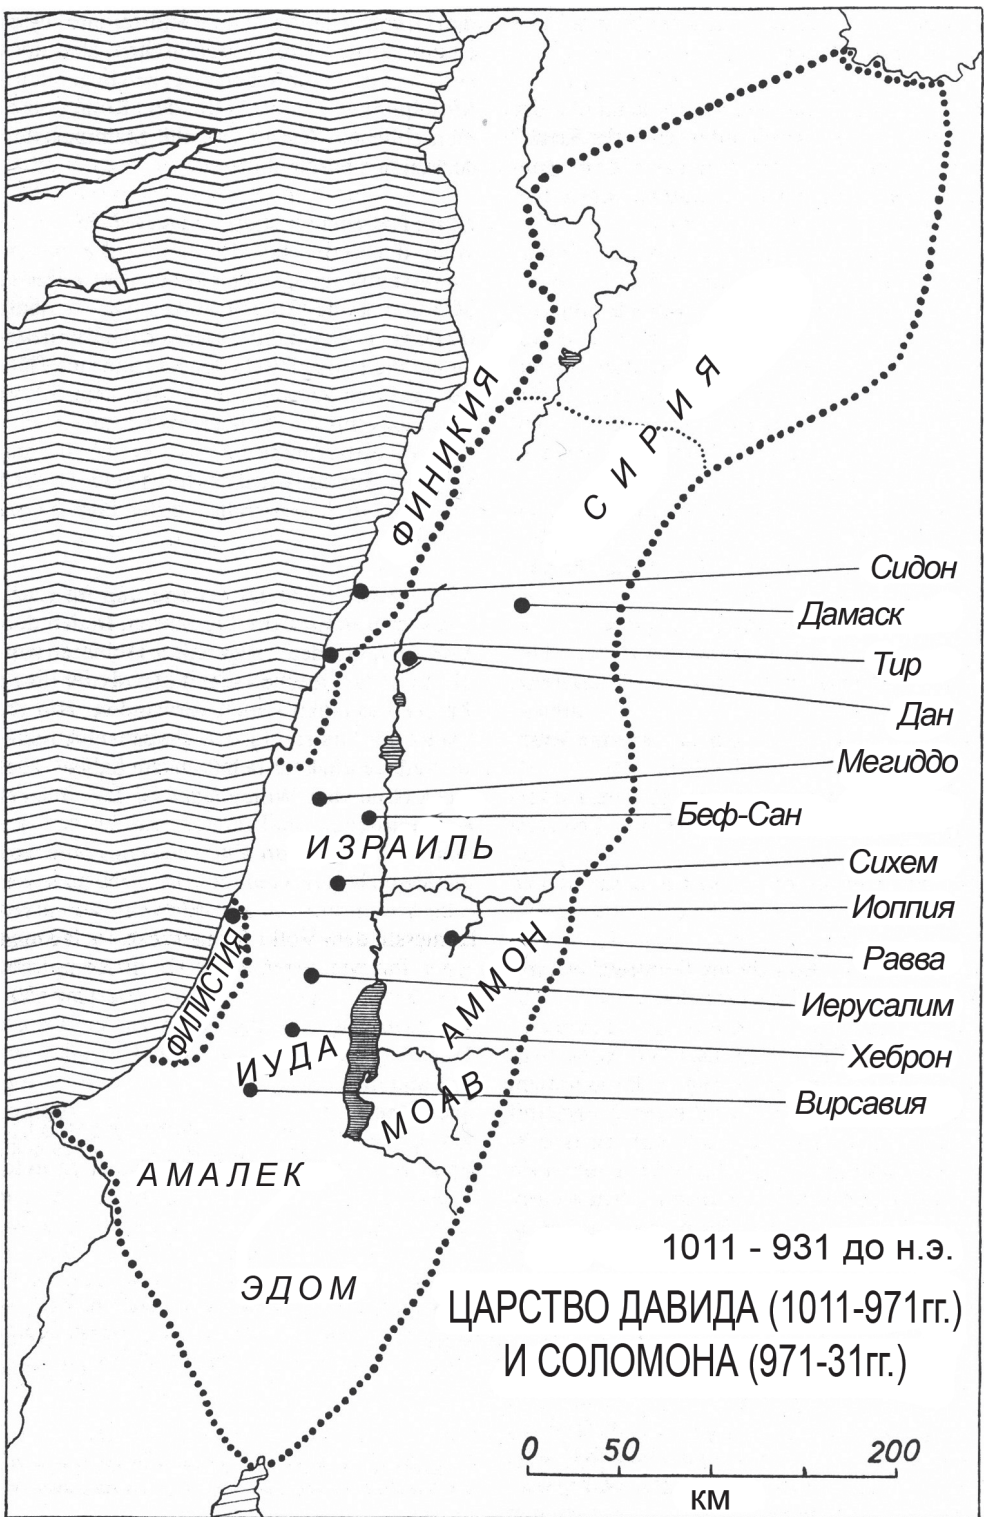 СИРИЯ
ФИНИКИЯ
Сидон
Дамаск
Тир
Дан
Мегиддо
Беф-Сан
ИЗРАИЛЬ
Сихем
Иоппия
Равва
ФИЛИСТИЯ
АММОН
Иерусалим
ИУДА
Хеброн
МОАВ
Вирсавия
АМАЛЕК
ЭДОМ
1011 - 931 до н.э.
ЦАРСТВО ДАВИДА (1011-971гг.)
И СОЛОМОНА (971-31гг.)
0 50 200
км